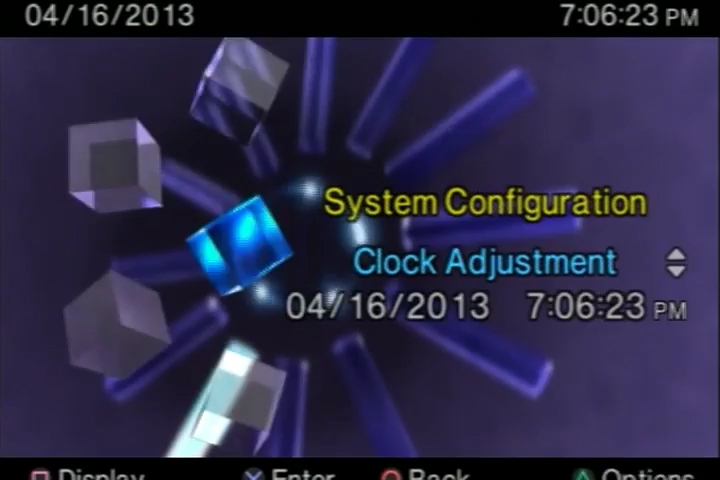 04/16/2013 7:06:23 PM
System Configuration
Clock Adjustment
04/16/2013 7:06:23 PM
Display Enter Back Options